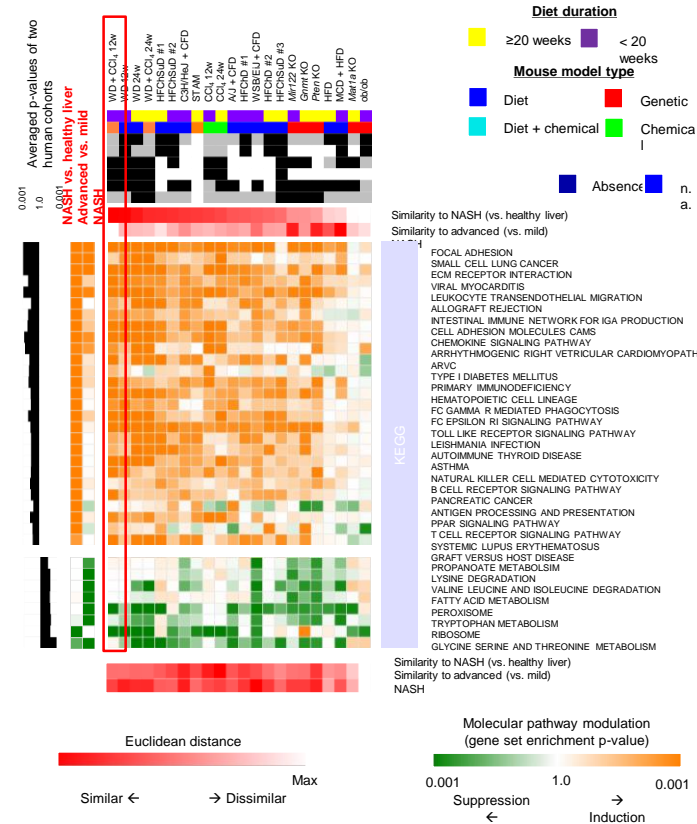 Diet duration
≥20 weeks
< 20
weeks
Mouse model type
Diet
Genetic
Diet + chemical
Chemica
l
Absence
n.
a.
Averaged p-values of two
human cohorts
0.001
1.0
0.001
NASH vs. healthy liver
Advanced vs. mild
NASH
WD + CCl4 12w
WD 12w
WD 24w
WD + CCl4 24w
HFChSuD #1
HFChSuD #2
C3H/HeJ + CFD
STAM
CCl4 12w
CCl4 24w
A/J + CFD
HFChD #1
WSB/EiJ + CFD
HFChD #2
HFChSuD #3
Mir122 KO
Gnmt KO
Pten KO
HFD
MCD + HFD
Mat1a KO
ob/ob
Similarity to NASH (vs. healthy liver)
Similarity to advanced (vs. mild)
NASH
KEGG
FOCAL ADHESION
SMALL CELL LUNG CANCER
ECM RECEPTOR INTERACTION
VIRAL MYOCARDITIS
LEUKOCYTE TRANSENDOTHELIAL MIGRATION
ALLOGRAFT REJECTION
INTESTINAL IMMUNE NETWORK FOR IGA PRODUCTION
CELL ADHESION MOLECULES CAMS
CHEMOKINE SIGNALING PATHWAY
ARRHYTHMOGENIC RIGHT VETRICULAR CARDIOMYOPATH
ARVC
TYPE I DIABETES MELLITUS
PRIMARY IMMUNODEFICIENCY
HEMATOPOIETIC CELL LINEAGE
FC GAMMA R MEDIATED PHAGOCYTOSIS
FC EPSILON RI SIGNALING PATHWAY
TOLL LIKE RECEPTOR SIGNALING PATHWAY
LEISHMANIA INFECTION
AUTOIMMUNE THYROID DISEASE
ASTHMA
NATURAL KILLER CELL MEDIATED CYTOTOXICITY
B CELL RECEPTOR SIGNALING PATHWAY
PANCREATIC CANCER
ANTIGEN PROCESSING AND PRESENTATION
PPAR SIGNALING PATHWAY
T CELL RECEPTOR SIGNALING PATHWAY
SYSTEMIC LUPUS ERYTHEMATOSUS
GRAFT VERSUS HOST DISEASE
PROPANOATE METABOLSIM
LYSINE DEGRADATION
VALINE LEUCINE AND ISOLEUCINE DEGRADATION
FATTY ACID METABOLISM
PEROXISOME
TRYPTOPHAN METABOLISM
RIBOSOME
GLYCINE SERINE AND THREONINE METABOLISM
Similarity to NASH (vs. healthy liver)
Similarity to advanced (vs. mild)
NASH
Euclidean distance
Max
Similar ← → Dissimilar
Molecular pathway modulation
(gene set enrichment p-value)
0.001 1.0 0.001
Suppression → 
← Induction